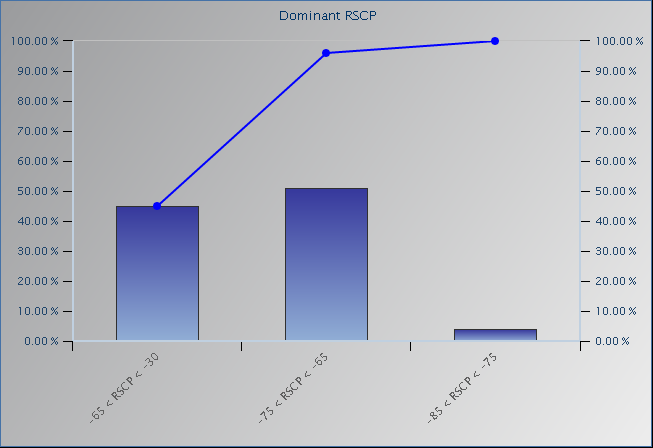 Dominant RSCP
100.00 % 100.00 %
90.00 % 90.00 %
80.00 % 80.00 %
70.00 % 70.00 %
60.00 % 60.00 %
50.00 % 50.00 %
40.00 % 40.00 %
30.00 % 30.00 %
20.00 % 20.00 %
10.00 % 10.00 %
0.00 % 0.00 %
-65 < RSCP < -30
-75 < RSCP < -65
-85 < RSCP < -75